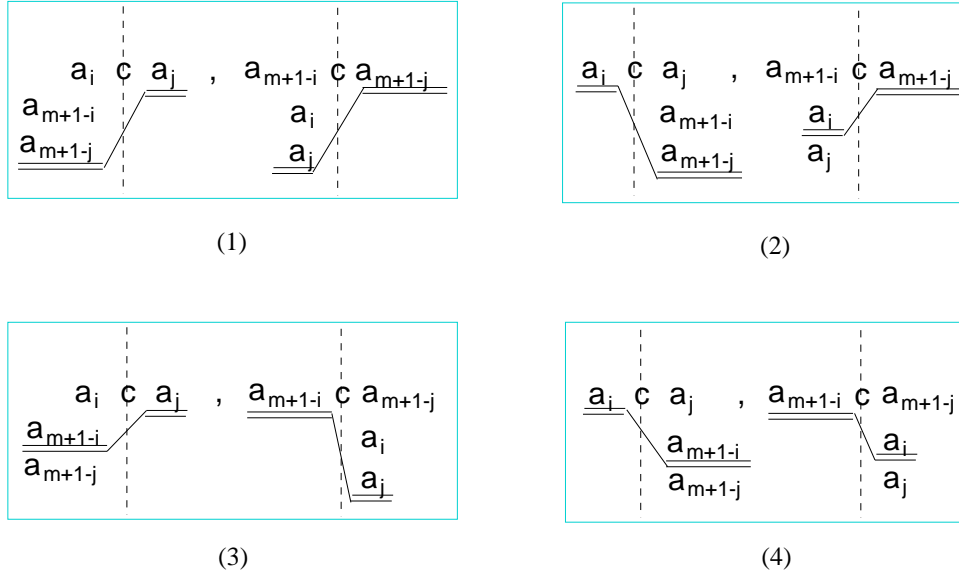 a_i c a_j , a_{m+1-i} c a_{m+1-j}
a_{m+1-i} a_i
a_{m+1-j} a_j
(1)
a_i c a_j , a_{m+1-i} c a_{m+1-j}
a_{m+1-i} a_i
a_{m+1-j} a_j
(2)
a_i c a_j , a_{m+1-i} c a_{m+1-j}
a_{m+1-i} a_i
a_{m+1-j} a_j
(3)
a_i c a_j , a_{m+1-i} c a_{m+1-j}
a_{m+1-i} a_i
a_{m+1-j} a_j
(4)